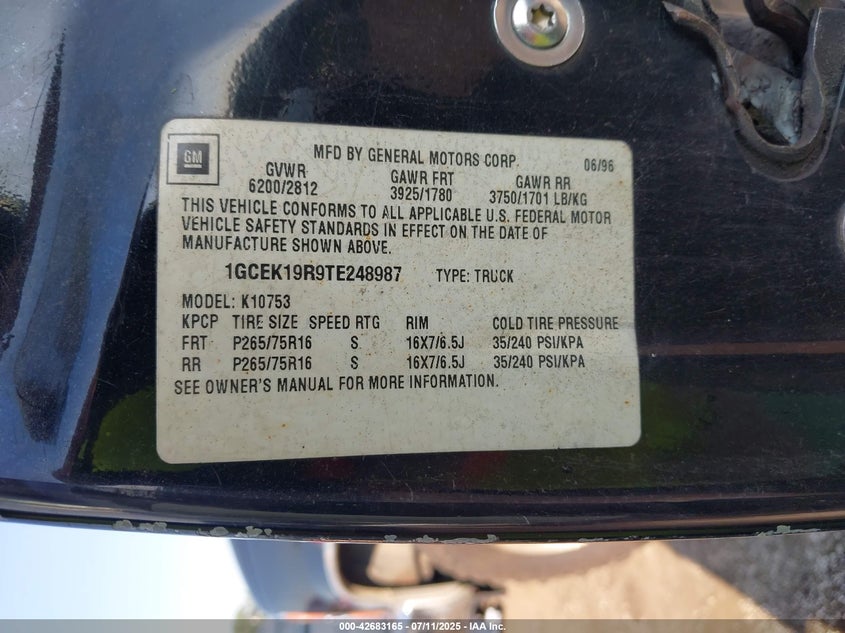 GM
MFD BY GENERAL MOTORS CORP.
06/96
GVWR GAWR FRT GAWR RR
6200/2812 3925/1780 3750/1701 LB/KG
THIS VEHICLE CONFORMS TO ALL APPLICABLE U.S. FEDERAL MOTOR
VEHICLE SAFETY STANDARDS IN EFFECT ON THE DATE OF
MANUFACTURE SHOWN ABOVE.
1GCEK19R9TE248987 TYPE: TRUCK
MODEL: K10753
KPCP TIRE SIZE SPEED RTG RIM COLD TIRE PRESSURE
FRT P265/75R16 S 16X7/6.5J 35/240 PSI/KPA
RR P265/75R16 S 16X7/6.5J 35/240 PSI/KPA
SEE OWNER'S MANUAL FOR MORE INFORMATION.
000-42683165 - 07/11/2025 - IAA Inc.